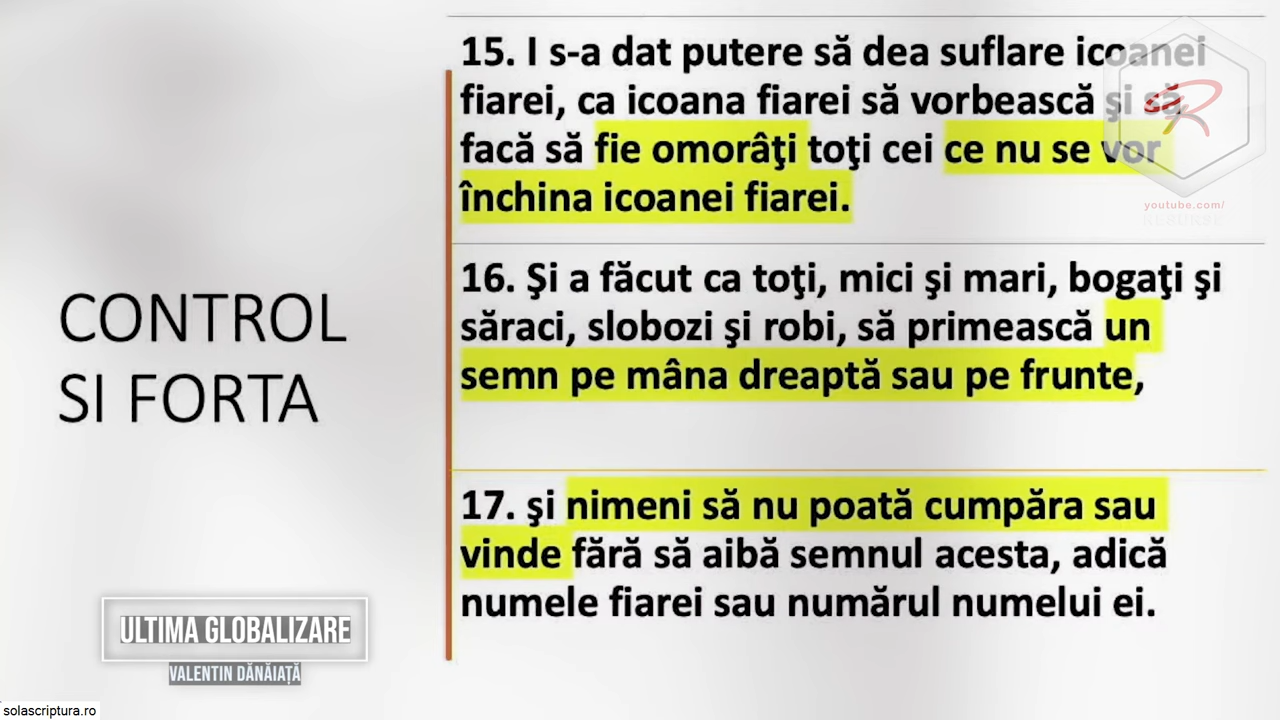 CONTROL
SI FORTA
15. I s-a dat putere să dea suflare icoanei
fiarei, ca icoana fiarei să vorbească şi să
facă să fie omorâţi toţi cei ce nu se vor
închina icoanei fiarei.
16. Şi a făcut ca toţi, mici şi mari, bogaţi şi
săraci, slobozi şi robi, să primească un
semn pe mâna dreaptă sau pe frunte,
17. şi nimeni să nu poată cumpăra sau
vinde fără să aibă semnul acesta, adică
numele fiarei sau numărul numelui ei.
ULTIMA GLOBALIZARE
VALENTIN DĂNĂIAȚĂ
solascriptura.ro
R
youtube.com/